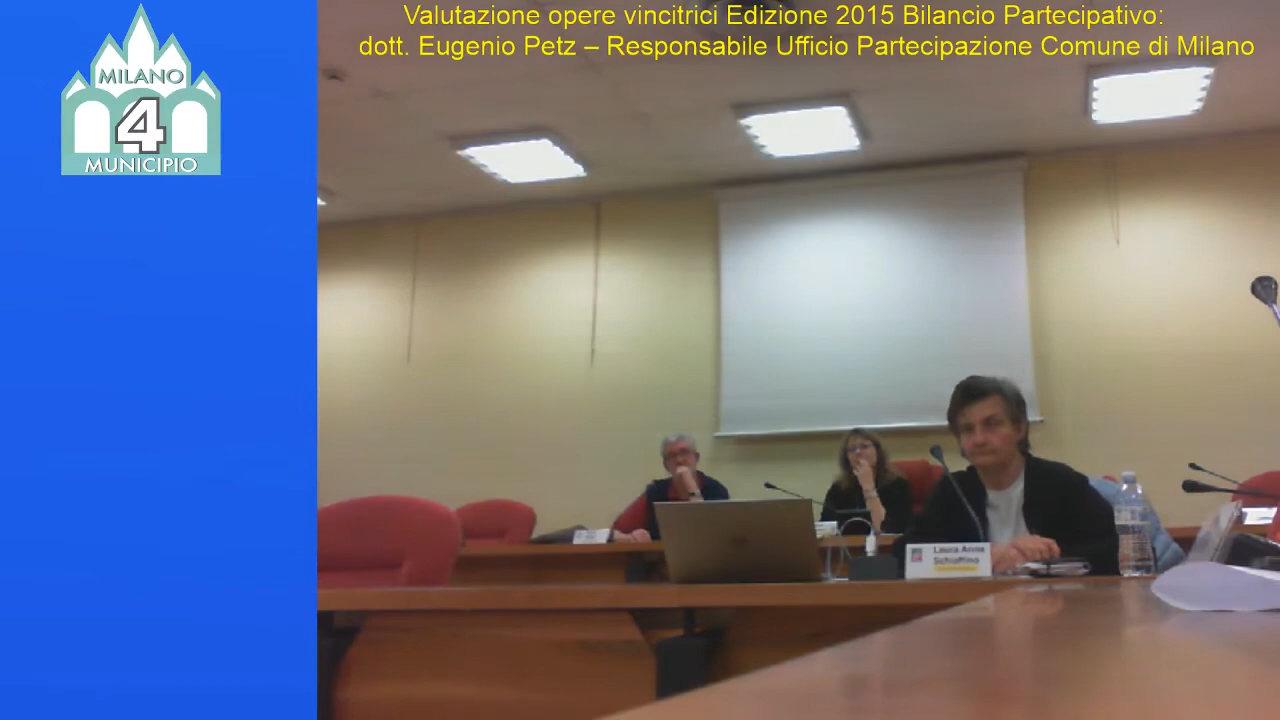 Valutazione opere vincitrici Edizione 2015 Bilancio Partecipativo:
dott. Eugenio Petz – Responsabile Ufficio Partecipazione Comune di Milano
MILANO
4
MUNICIPIO
Laura Anna
Schiaffino